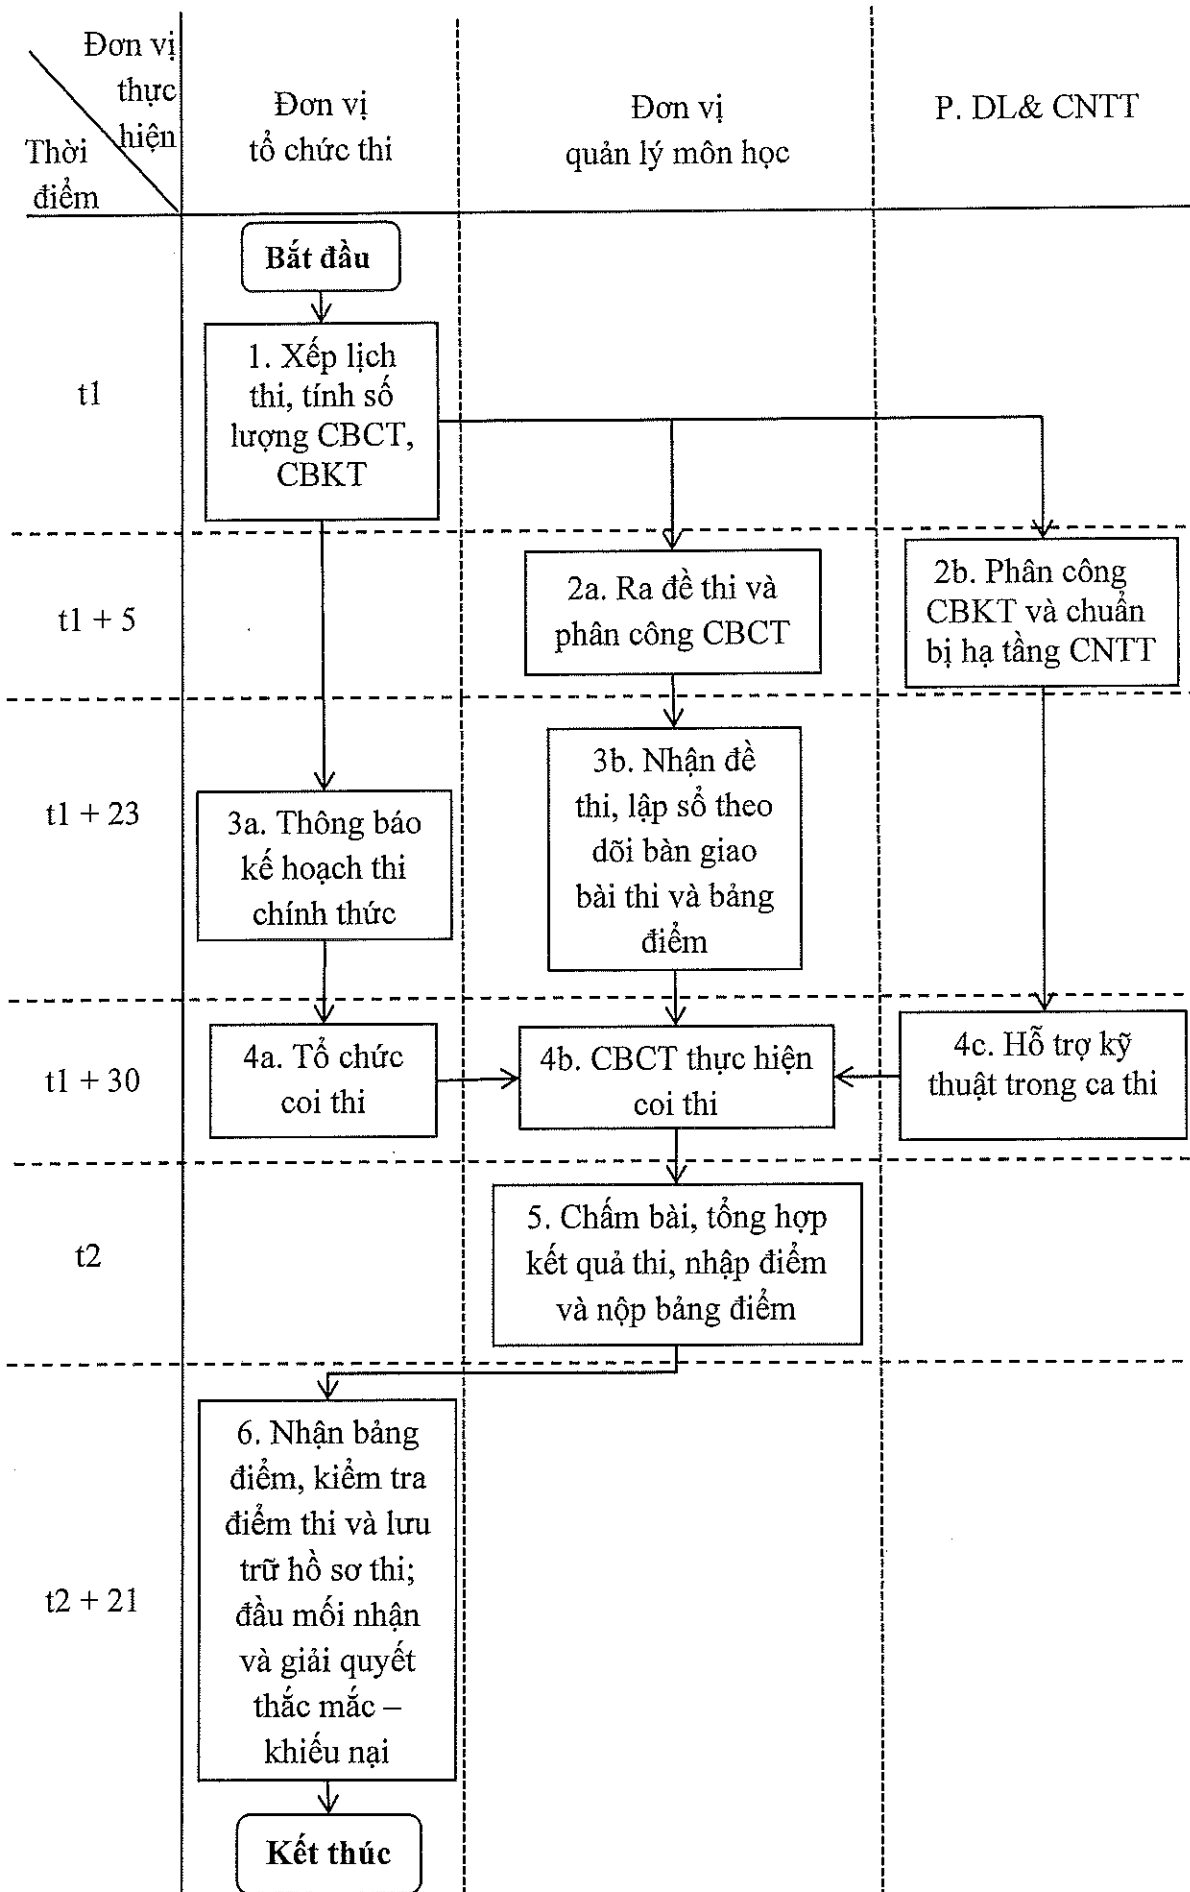 Đơn vị
thực
hiện
Thời
điểm
Đơn vị
tổ chức thi
Đơn vị
quản lý môn học
P. DL& CNTT
Bắt đầu
t1
1. Xếp lịch
thi, tính số
lượng CBCT,
CBKT
t1 + 5
2a. Ra đề thi và
phân công CBCT
2b. Phân công
CBKT và chuẩn
bị hạ tầng CNTT
t1 + 23
3a. Thông báo
kế hoạch thi
chính thức
3b. Nhận đề
thi, lập sổ theo
dõi bàn giao
bài thi và bảng
điểm
t1 + 30
4a. Tổ chức
coi thi
4b. CBCT thực hiện
coi thi
4c. Hỗ trợ kỹ
thuật trong ca thi
t2
5. Chấm bài, tổng hợp
kết quả thi, nhập điểm
và nộp bảng điểm
t2 + 21
6. Nhận bảng
điểm, kiểm tra
điểm thi và lưu
trữ hồ sơ thi;
đầu mối nhận
và giải quyết
thắc mắc –
khiếu nại
Kết thúc